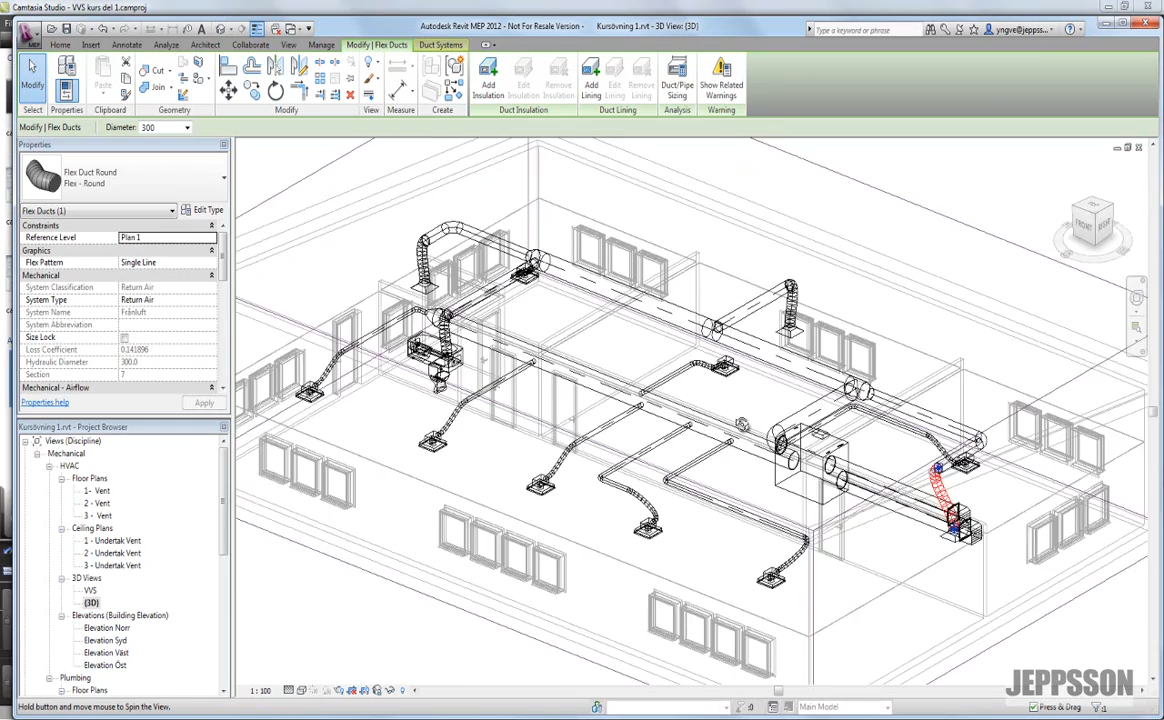 Camtasia Studio - VVS kurs del 1.camproj
Autodesk Revit MEP 2012 - Not For Resale Version - Kursövning 1.rvt - 3D View: {3D}
Type a keyword or phrase
yngve@jeppss...
MEP
Home Insert Annotate Analyze Architect Collaborate View Manage Modify | Flex Ducts Duct Systems
Modify
Paste
Cut
Join
Add Insulation
Edit Insulation
Remove Insulation
Add Lining
Edit Lining
Remove Lining
Duct/Pipe Sizing
Show Related Warnings
Select Properties Clipboard Geometry Modify View Measure Create Duct Insulation Duct Lining Analysis Warning
Modify | Flex Ducts Diameter: 300
Properties
Flex Duct Round
Flex - Round
Flex Ducts (1) Edit Type
Constraints
Reference Level Plan 1
Graphics
Flex Pattern Single Line
Mechanical
System Classification Return Air
System Type Return Air
System Name Frånluft
System Abbreviation
Size Lock
Loss Coefficient 0.141896
Hydraulic Diameter 300.0
Section 7
Mechanical - Airflow
Properties help Apply
Kursövning 1.rvt - Project Browser
Views (Discipline)
Mechanical
HVAC
Floor Plans
1- Vent
2 - Vent
3 - Vent
Ceiling Plans
1 - Undertak Vent
2 - Undertak Vent
3 - Undertak Vent
3D Views
VVS
{3D}
Elevations (Building Elevation)
Elevation Norr
Elevation Syd
Elevation Väst
Elevation Öst
Plumbing
Floor Plans
TOP
FRONT
RIGHT
1 : 100
JEPPSSON
Hold button and move mouse to Spin the View.
:0
Main Model
Press & Drag
:1